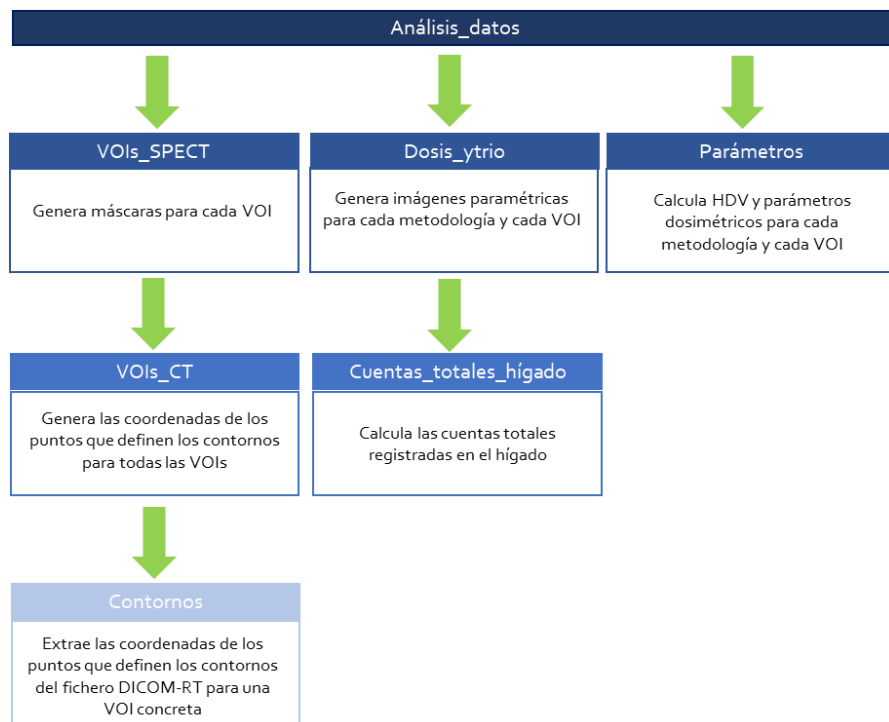 Análisis_datos
VOIs_SPECT
Genera máscaras para cada VOI
Dosis_ytrio
Genera imágenes paramétricas
para cada metodología y cada VOI
Parámetros
Calcula HDV y parámetros
dosimétricos para cada
metodología y cada VOI
VOIs_CT
Genera las coordenadas de los
puntos que definen los contornos
para todas las VOIs
Cuentas_totales_hígado
Calcula las cuentas totales
registradas en el hígado
Contornos
Extrae las coordenadas de los
puntos que definen los contornos
del fichero DICOM-RT para una
VOI concreta